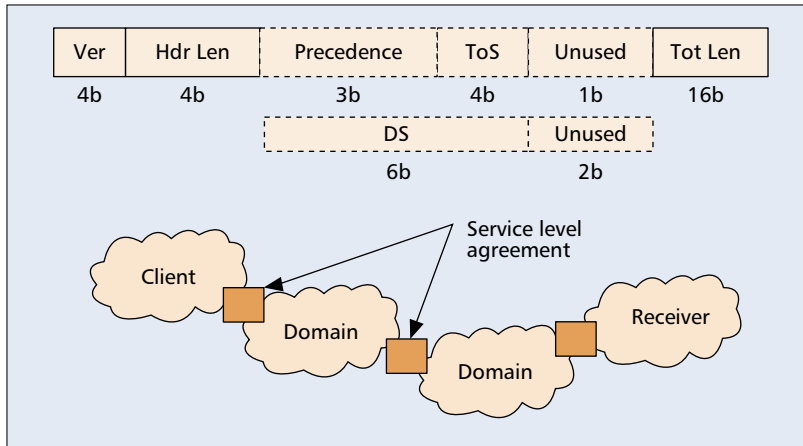 Ver Hdr Len Precedence ToS Unused Tot Len
4b 4b 3b 4b 1b 16b
DS Unused
6b 2b
Service level
agreement
Client
Domain
Receiver
Domain